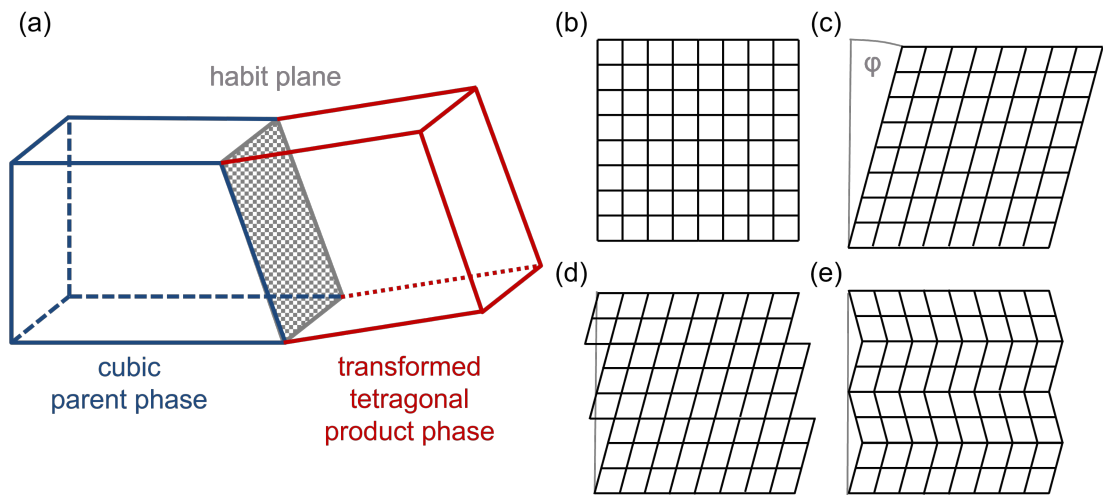 (a)
habit plane
cubic
parent phase
transformed
tetragonal
product phase
(b)
(c)
φ
(d)
(e)